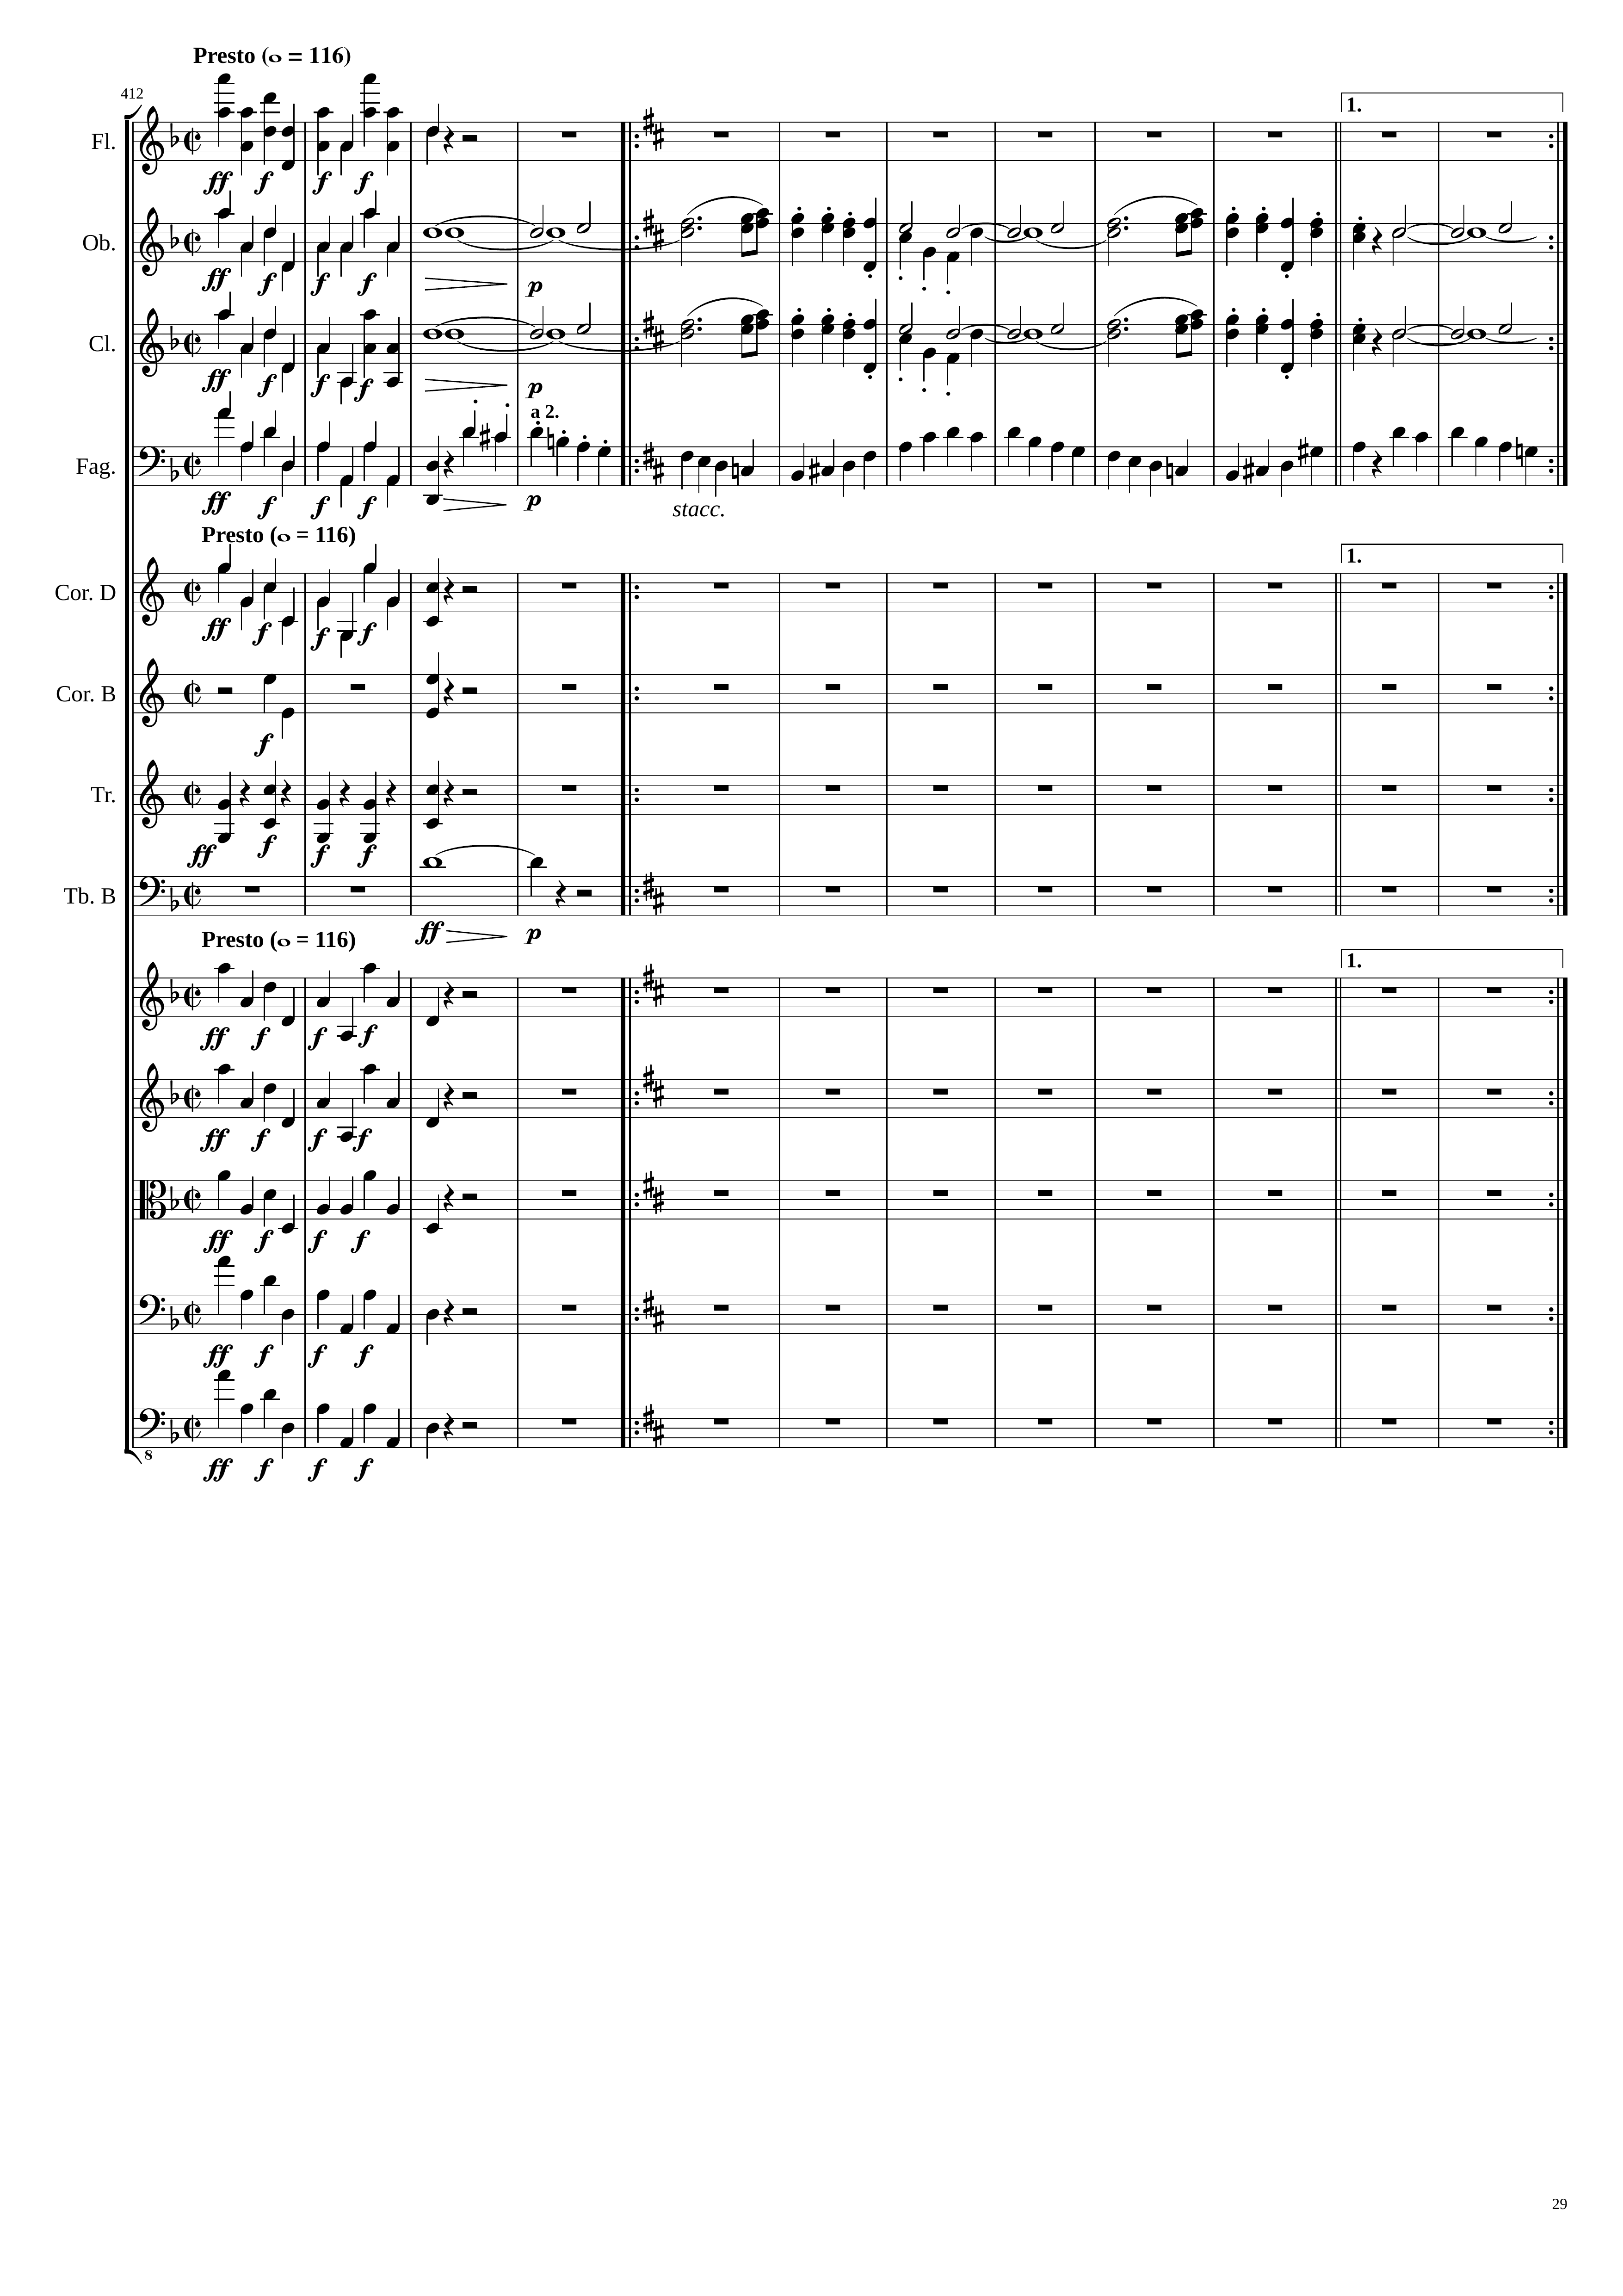 Presto (𝅝 = 116)
412
1.
Fl.
ff f f f
Ob.
ff f f f p
Cl.
ff f f f p
a 2.
Fag.
ff f f f p
stacc.
Presto (𝅝 = 116)
1.
Cor. D
ff f f f
Cor. B
f
Tr.
ff f f f
Tb. B
ff p
Presto (𝅝 = 116)
1.
ff f f f
ff f f f
ff f f f
ff f f f
8
ff f f f
29